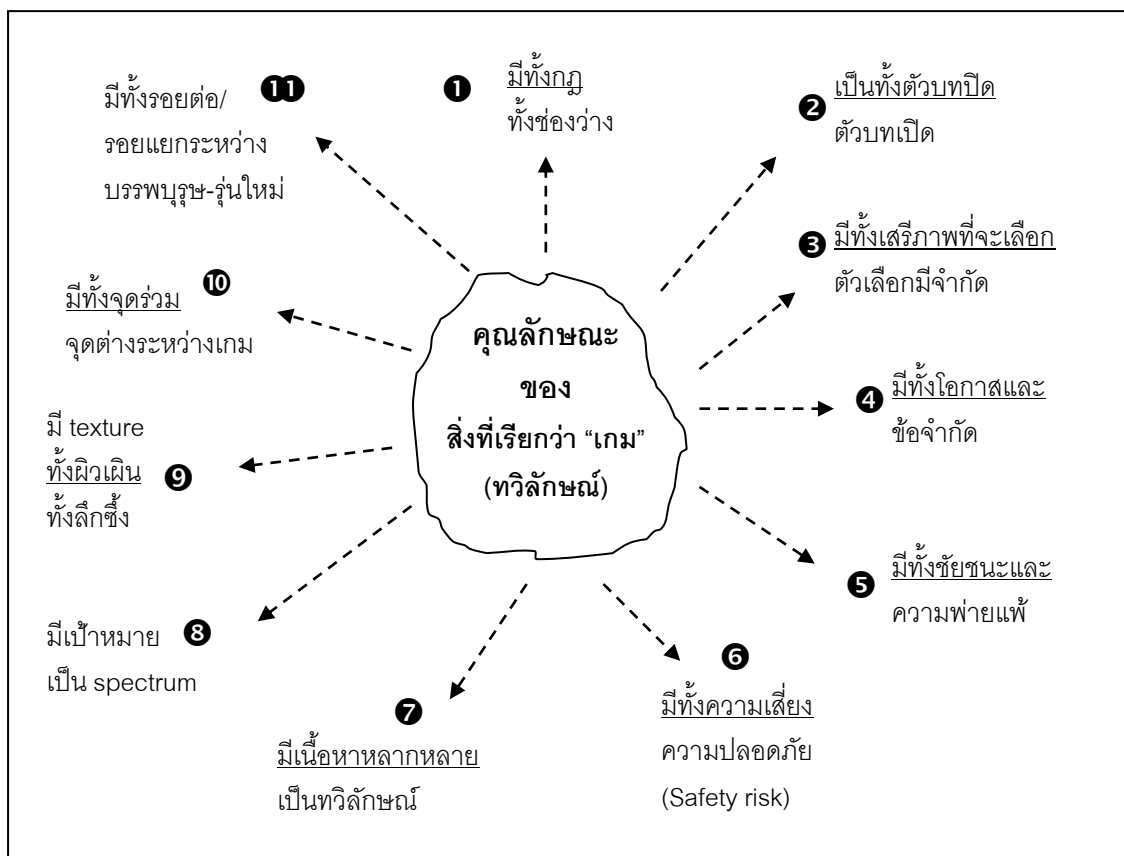 คุณลักษณะ
ของ
สิ่งที่เรียกว่า “เกม”
(ทวิลักษณ์)
❶ มีทั้งกฎ
ทั้งช่องว่าง
❷ เป็นทั้งตัวบทปิด
ตัวบทเปิด
❸ มีทั้งเสรีภาพที่จะเลือก
ตัวเลือกมีจำกัด
❹ มีทั้งโอกาสและ
ข้อจำกัด
❺ มีทั้งชัยชนะและ
ความพ่ายแพ้
❻
มีทั้งความเสี่ยง
ความปลอดภัย
(Safety risk)
❼
มีเนื้อหาหลากหลาย
เป็นทวิลักษณ์
มีเป้าหมาย ❽
เป็น spectrum
มี texture
ทั้งผิวเผิน ❾
ทั้งลึกซึ้ง
มีทั้งจุดร่วม ❿
จุดต่างระหว่างเกม
มีทั้งรอยต่อ/ ❶❶
รอยแยกระหว่าง
บรรพบุรุษ-รุ่นใหม่